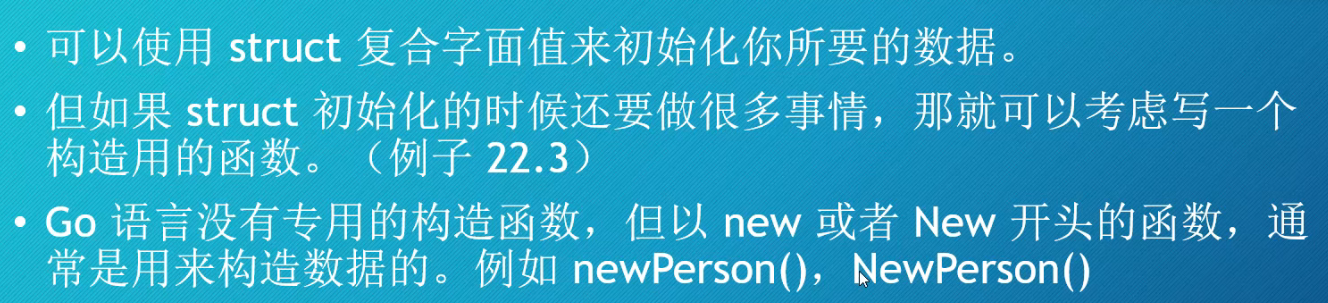 • 可以使用 struct 复合字面值来初始化你所要的数据。
• 但如果 struct 初始化的时候还要做很多事情，那就可以考虑写一个
构造用的函数。（例子 22.3）
• Go 语言没有专用的构造函数，但以 new 或者 New 开头的函数，通
常是用来构造数据的。例如 newPerson()，NewPerson()